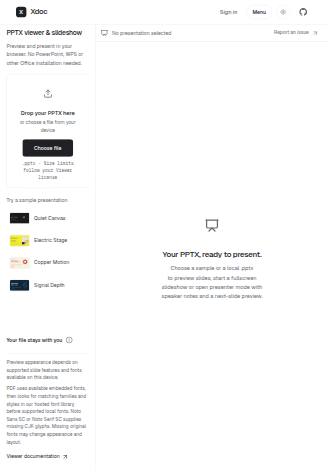 Xdoc
Sign in
Menu
PPTX viewer & slideshow
Preview and present in your
browser. No PowerPoint, WPS or
other Office installation needed.
Drop your PPTX here
or choose a file from your
device
Choose file
.pptx · Size limits
follow your Viewer
license
Try a sample presentation
Quiet Canvas
Electric Stage
Copper Motion
Signal Depth
Your file stays with you
Preview appearance depends on
supported slide features and fonts
available on this device.
PDF uses available embedded fonts,
then looks for matching families and
styles in our hosted font library
before supported local fonts. Noto
Sans SC or Noto Serif SC supplies
missing CJK glyphs. Missing original
fonts may change appearance and
layout.
Viewer documentation
No presentation selected
Report an issue
Your PPTX, ready to present.
Choose a sample or a local .pptx
to preview slides, start a fullscreen
slideshow or open presenter mode with
speaker notes and a next-slide preview.